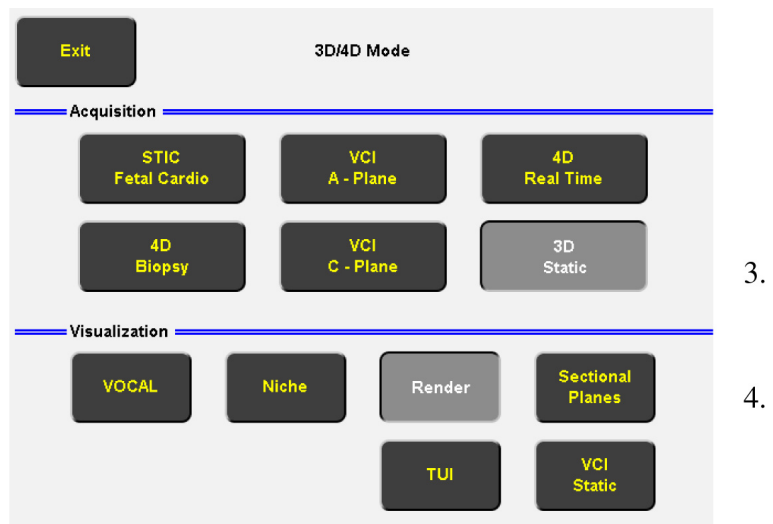 Exit
3D/4D Mode
Acquisition
STIC
Fetal Cardio
VCI
A - Plane
4D
Real Time
4D
Biopsy
VCI
C - Plane
3D
Static
3.
Visualization
VOCAL
Niche
Render
Sectional
Planes
4.
TUI
VCI
Static